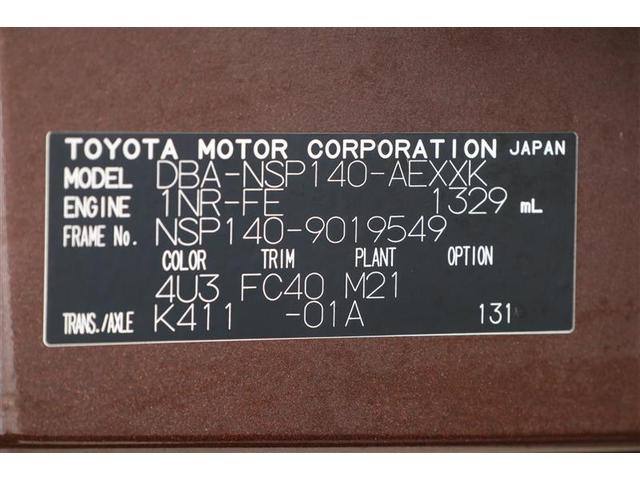 TOYOTA MOTOR CORPORATION JAPAN
MODEL DBA-NSP140-AEXXK
ENGINE 1NR-FE 1329 mL
FRAME No. NSP140-9019549
COLOR TRIM PLANT OPTION
4U3 FC40 M21
TRANS./AXLE K411 -01A 131